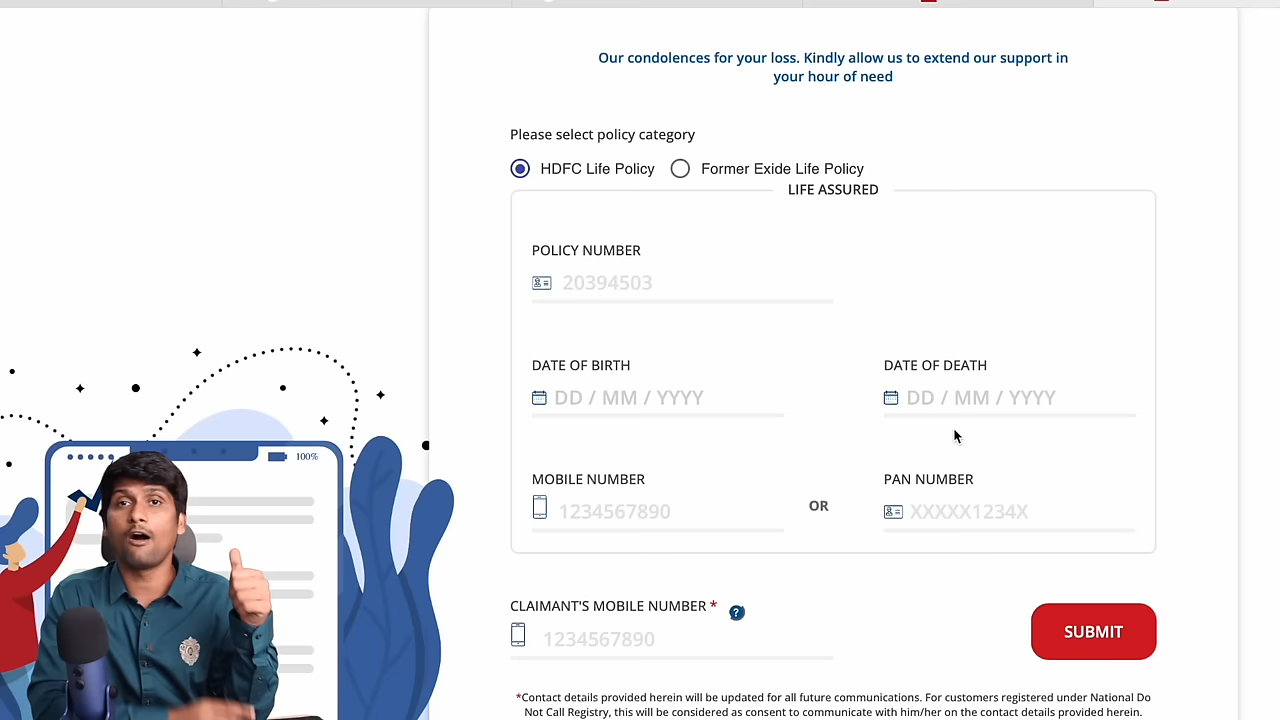 Our condolences for your loss. Kindly allow us to extend our support in
your hour of need
Please select policy category
HDFC Life Policy Former Exide Life Policy
LIFE ASSURED
POLICY NUMBER
20394503
DATE OF BIRTH DATE OF DEATH
DD / MM / YYYY DD / MM / YYYY
100%
MOBILE NUMBER PAN NUMBER
1234567890 OR XXXXX1234X
CLAIMANT'S MOBILE NUMBER * ?
1234567890 SUBMIT
*Contact details provided herein will be updated for all future communications. For customers registered under National Do
Not Call Registry, this will be considered as consent to communicate with him/her on the contact details provided herein.